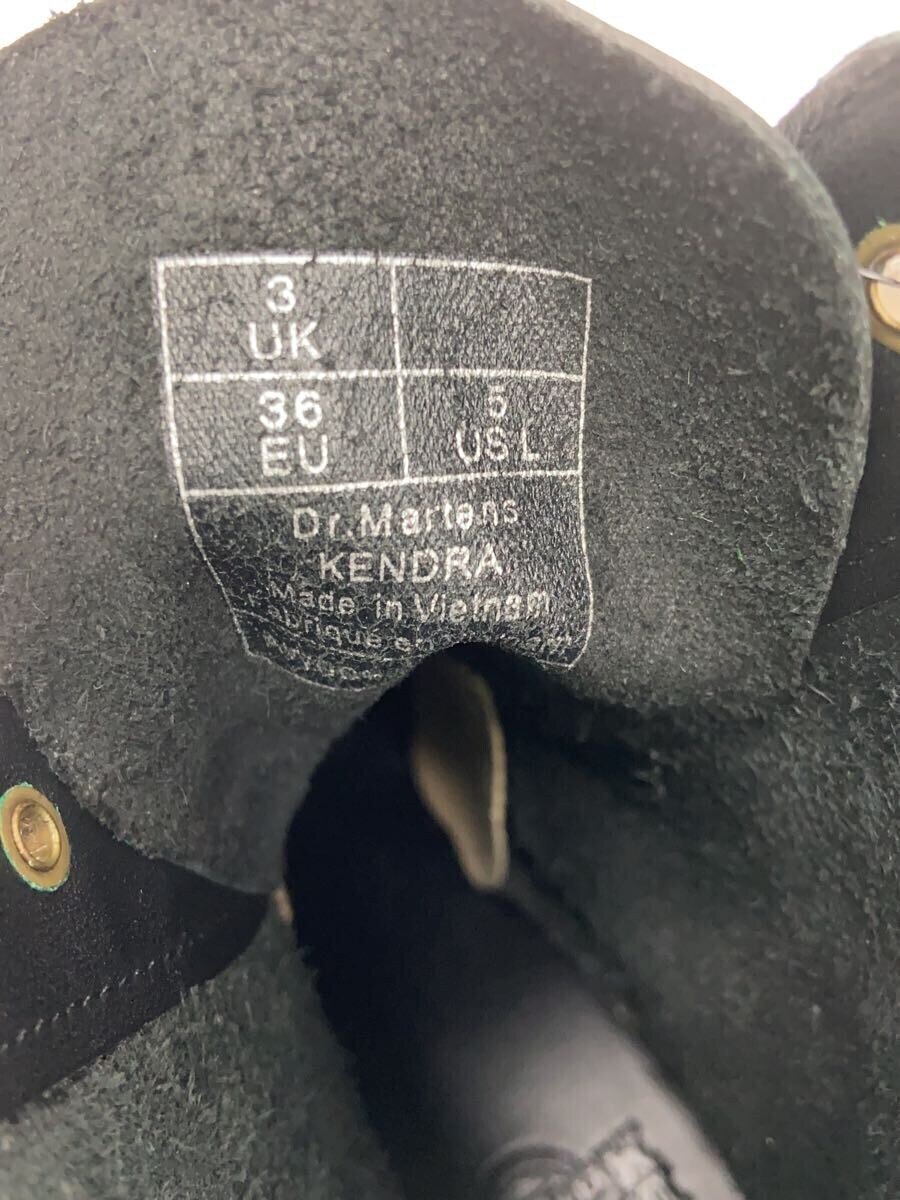 3
UK
36
EU
5
US L
Dr. Martens
KENDRA
Made in Vietnam